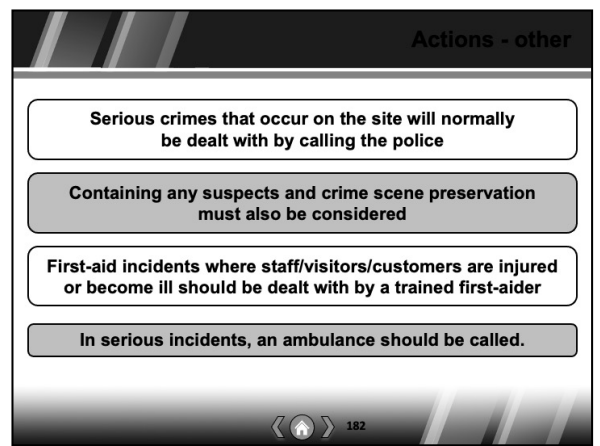 Actions - other
Serious crimes that occur on the site will normally
be dealt with by calling the police
Containing any suspects and crime scene preservation
must also be considered
First-aid incidents where staff/visitors/customers are injured
or become ill should be dealt with by a trained first-aider
In serious incidents, an ambulance should be called.
182